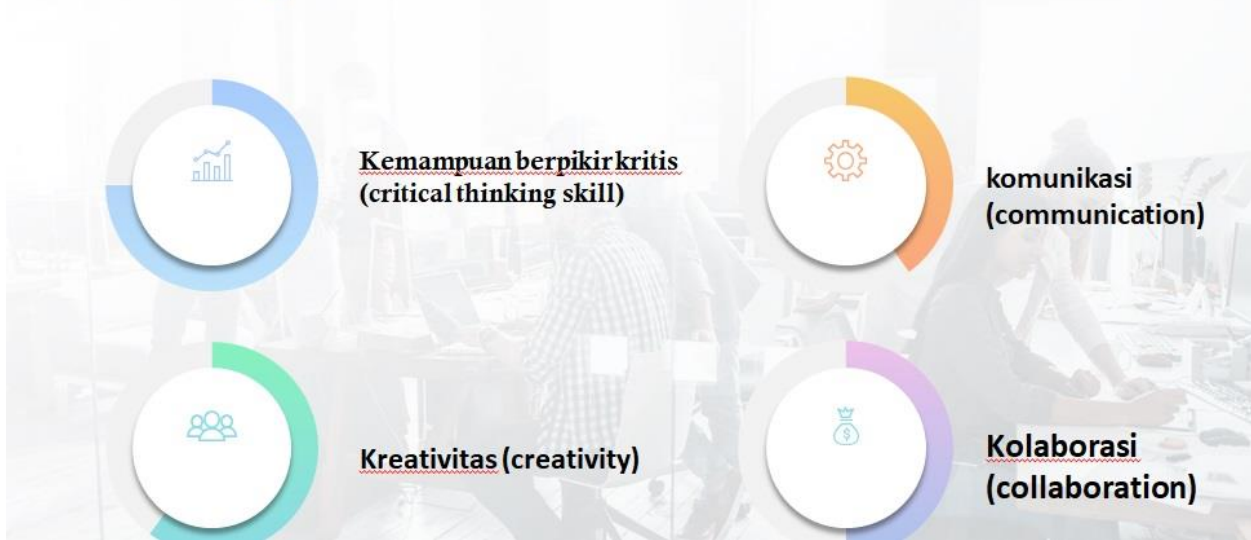 Kemampuan berpikir kritis
(critical thinking skill)
komunikasi
(communication)
Kreativitas (creativity)
Kolaborasi
(collaboration)
$